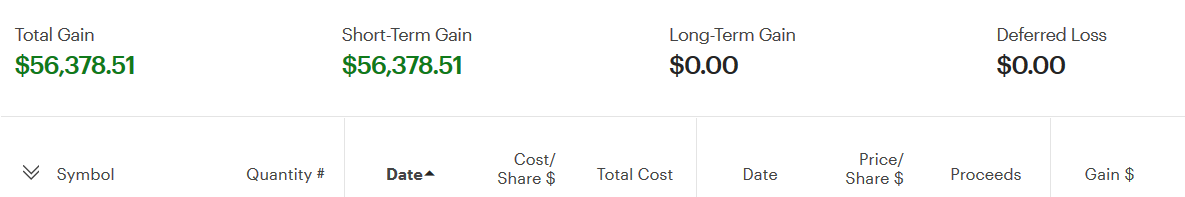 Total Gain Short-Term Gain Long-Term Gain Deferred Loss
$56,378.51 $56,378.51 $0.00 $0.00
Cost/ Price/
Symbol Quantity # Date Share $ Total Cost Date Share $ Proceeds Gain $